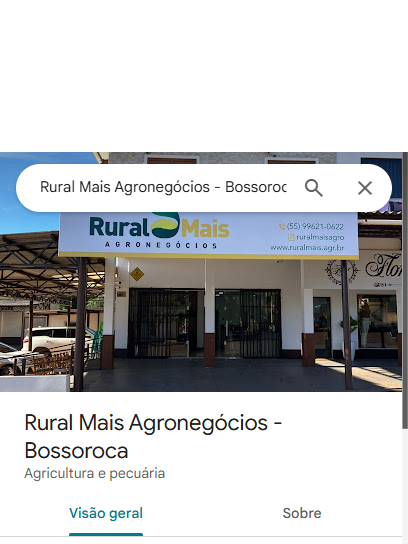 Rural Mais Agronegócios - Bossoroc
Rural Mais
AGRONEGÓCIOS
(55) 99621-0622
ruralmaisagro
www.ruralmais.agr.br
Rural Mais Agronegócios -
Bossoroca
Agricultura e pecuária
Visão geral
Sobre